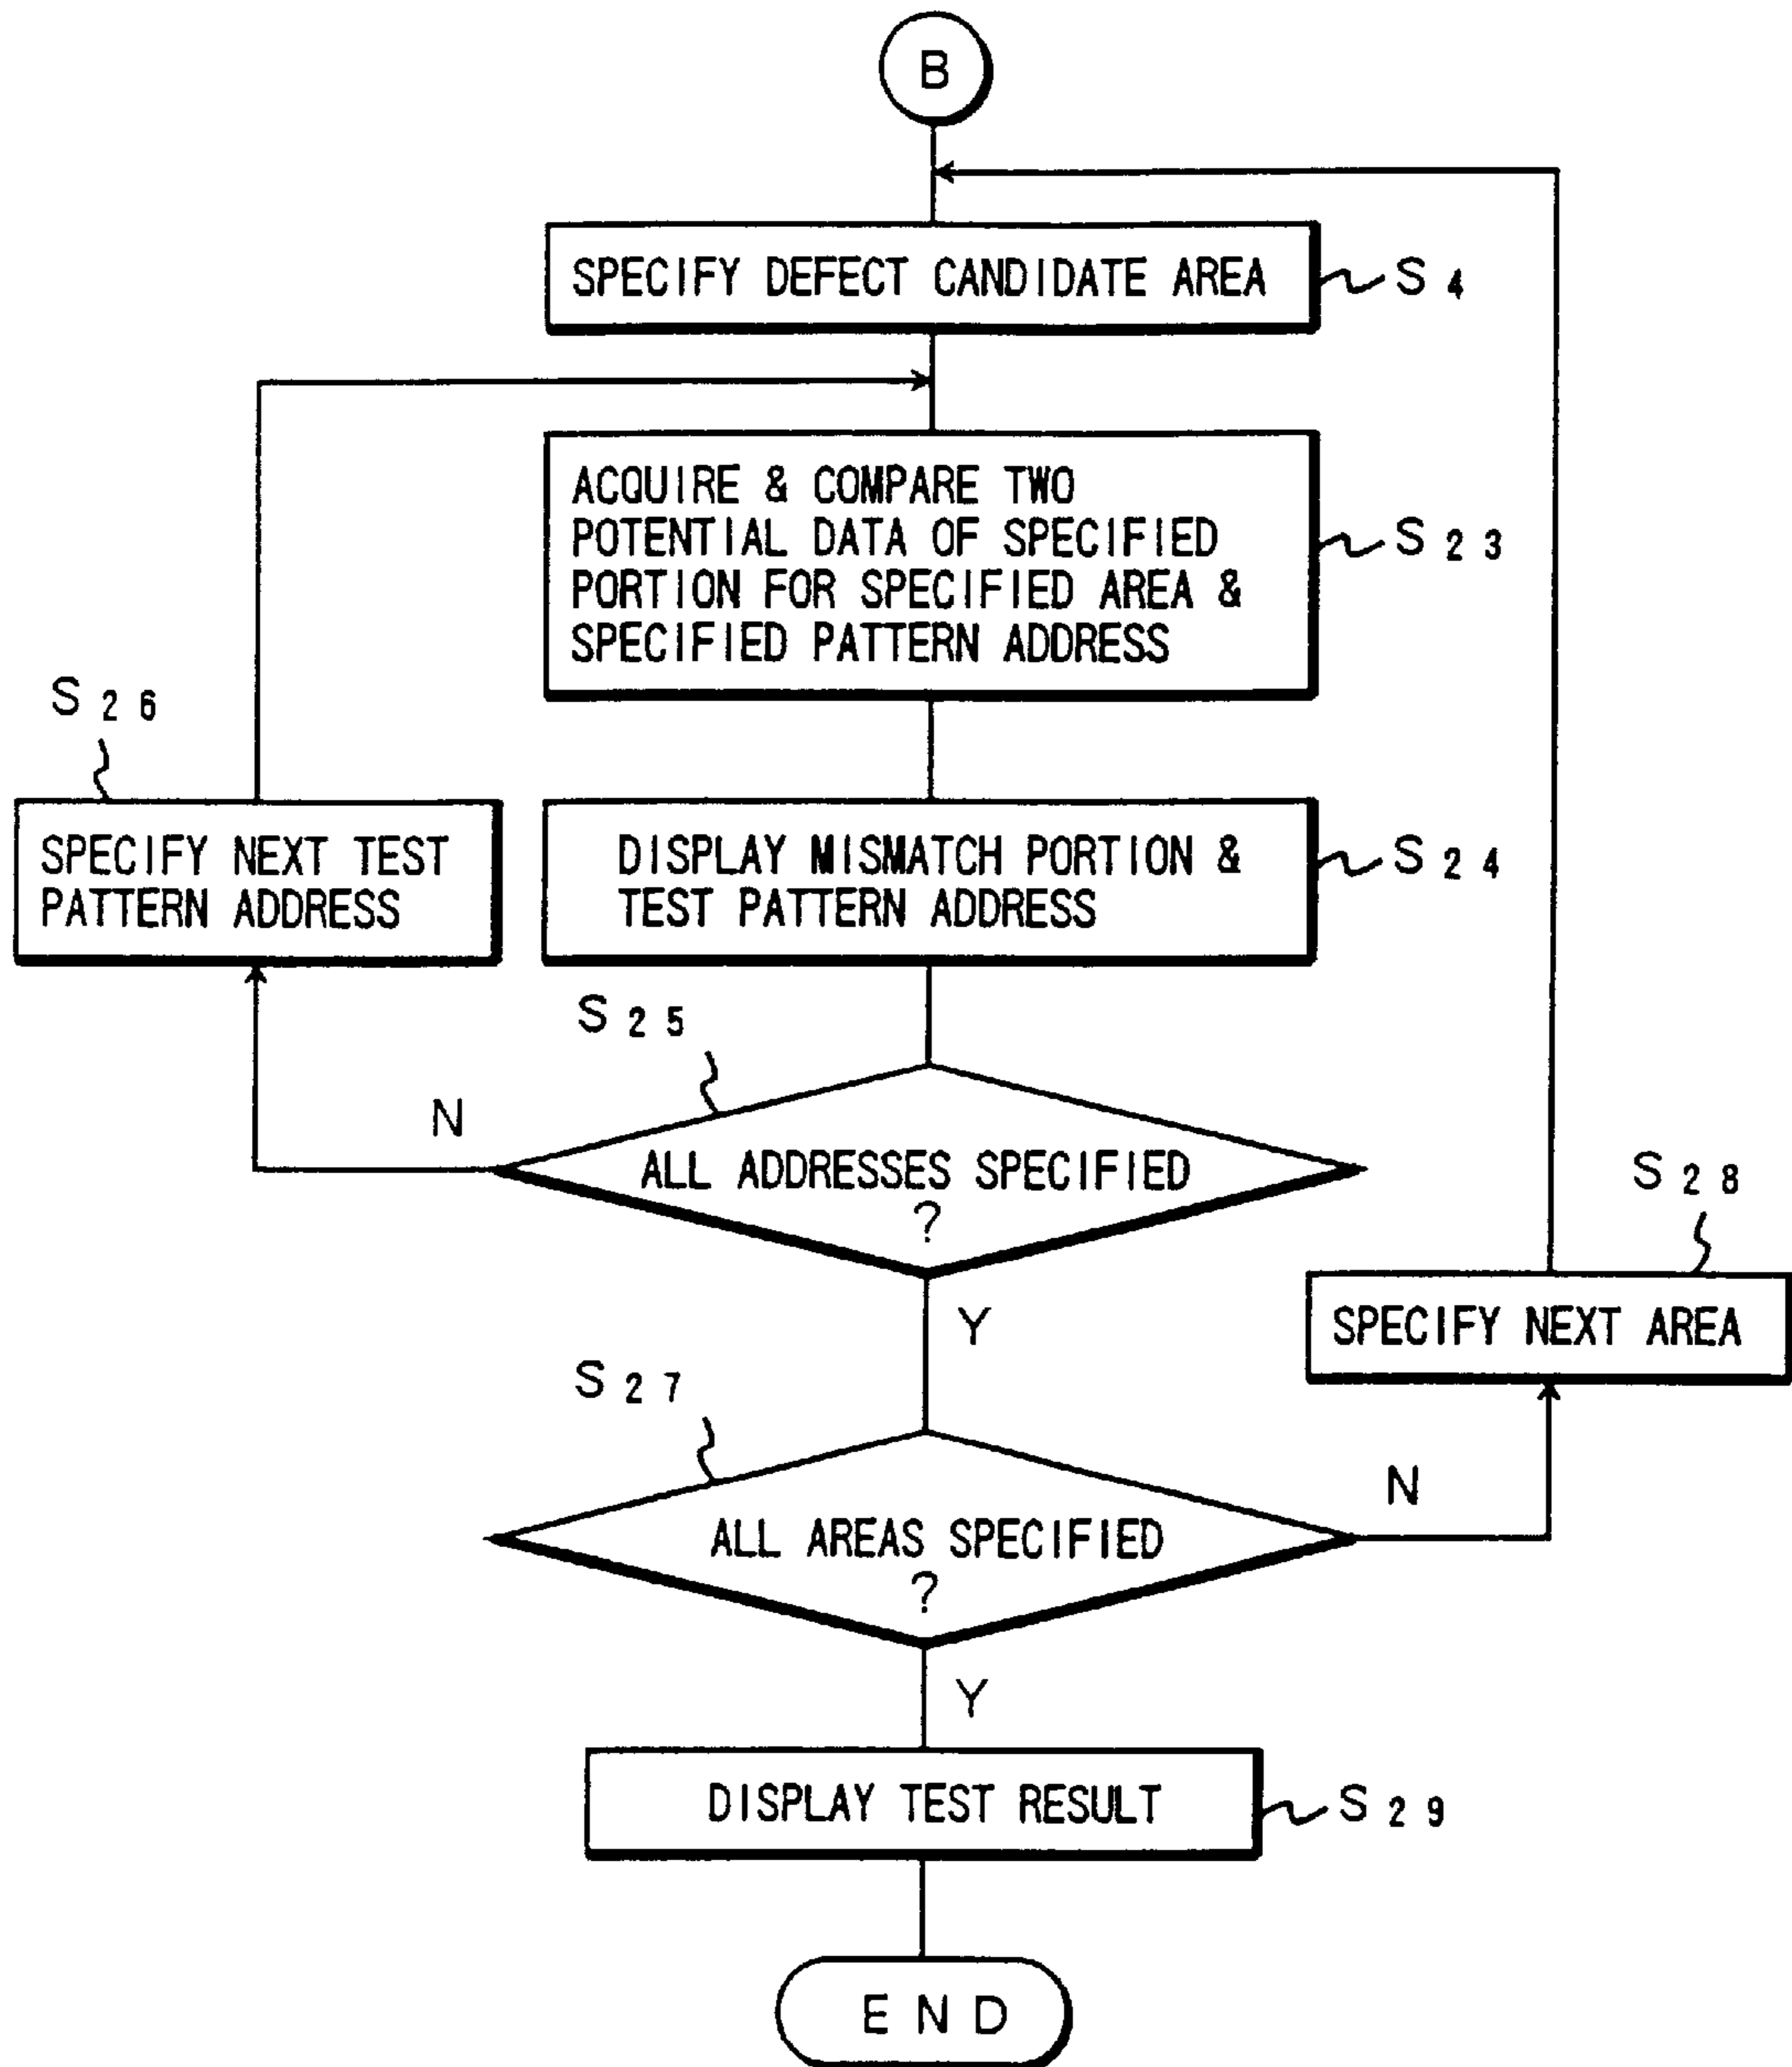 B
SPECIFY DEFECT CANDIDATE AREA
S4
ACQUIRE & COMPARE TWO
POTENTIAL DATA OF SPECIFIED
PORTION FOR SPECIFIED AREA &
SPECIFIED PATTERN ADDRESS
S23
S26
SPECIFY NEXT TEST
PATTERN ADDRESS
DISPLAY MISMATCH PORTION &
TEST PATTERN ADDRESS
S24
S25
N
ALL ADDRESSES SPECIFIED
?
Y
S28
SPECIFY NEXT AREA
S27
N
ALL AREAS SPECIFIED
?
Y
DISPLAY TEST RESULT
S29
END